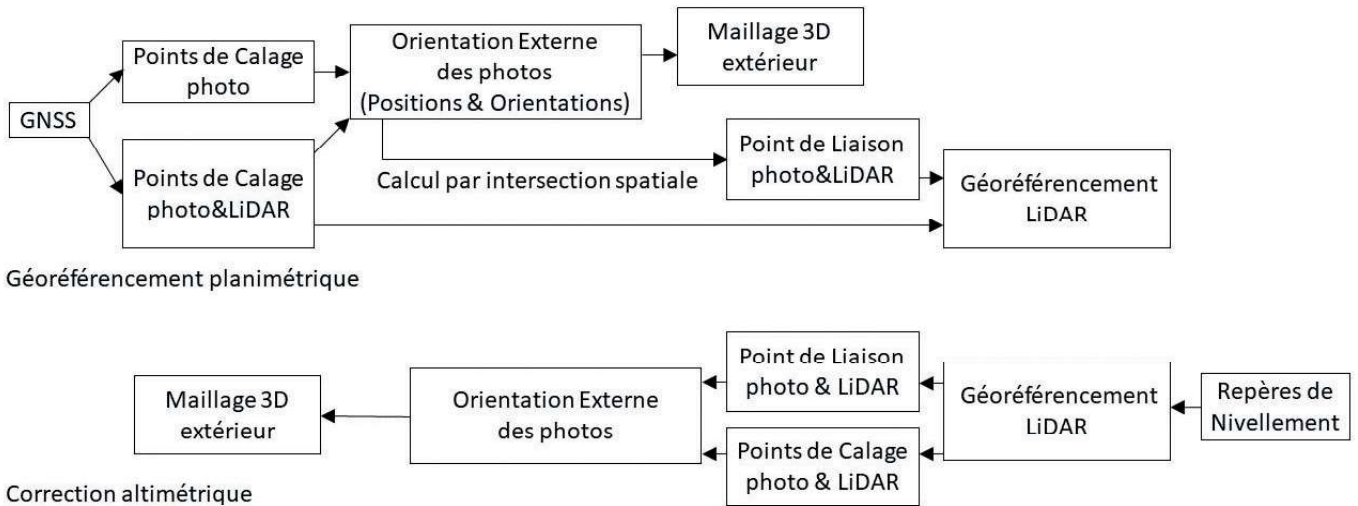 GNSS
Points de Calage
photo
Points de Calage
photo&LiDAR
Orientation Externe
des photos
(Positions & Orientations)
Maillage 3D
extérieur
Calcul par intersection spatiale
Point de Liaison
photo&LiDAR
Géoréférencement
LiDAR
Géoréférencement planimétrique
Maillage 3D
extérieur
Orientation Externe
des photos
Point de Liaison
photo & LiDAR
Points de Calage
photo & LiDAR
Géoréférencement
LiDAR
Repères de
Nivellement
Correction altimétrique